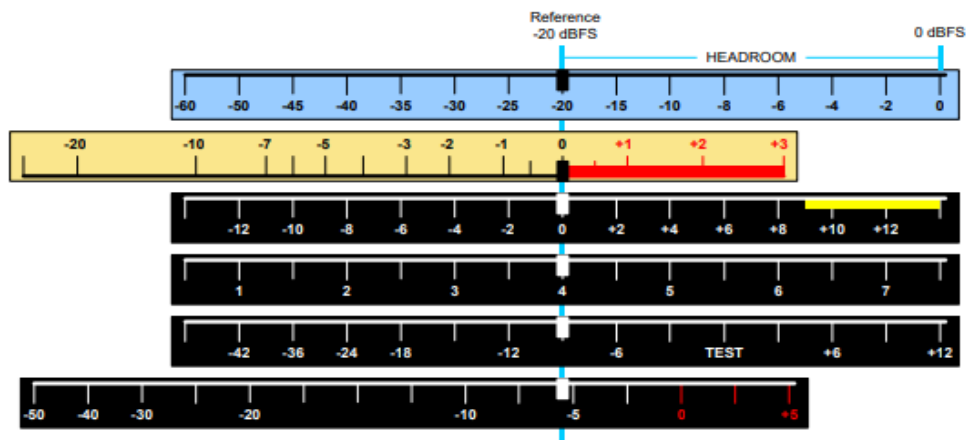 Reference
-20 dBFS
0 dBFS
HEADROOM
-60 -50 -45 -40 -35 -30 -25 -20 -15 -10 -8 -6 -4 -2 0
-20 -10 -7 -5 -3 -2 -1 0 +1 +2 +3
-12 -10 -8 -6 -4 -2 0 +2 +4 +6 +8 +10 +12
1 2 3 4 5 6 7
-42 -36 -24 -18 -12 -6 TEST +6 +12
-50 -40 -30 -20 -10 -5 0 +5